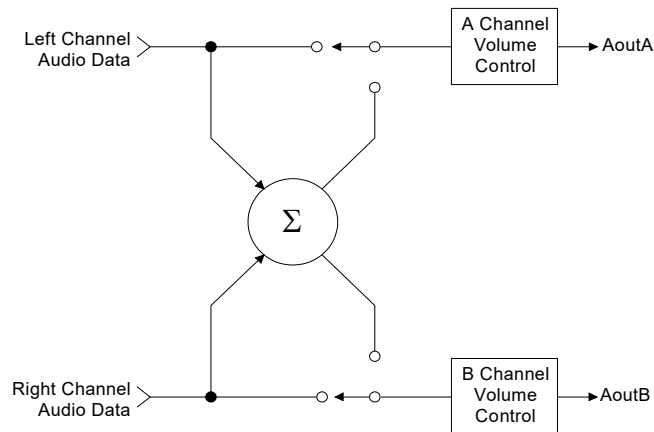 Left Channel
Audio Data
A Channel
Volume
Control
AoutA
Σ
Right Channel
Audio Data
B Channel
Volume
Control
AoutB